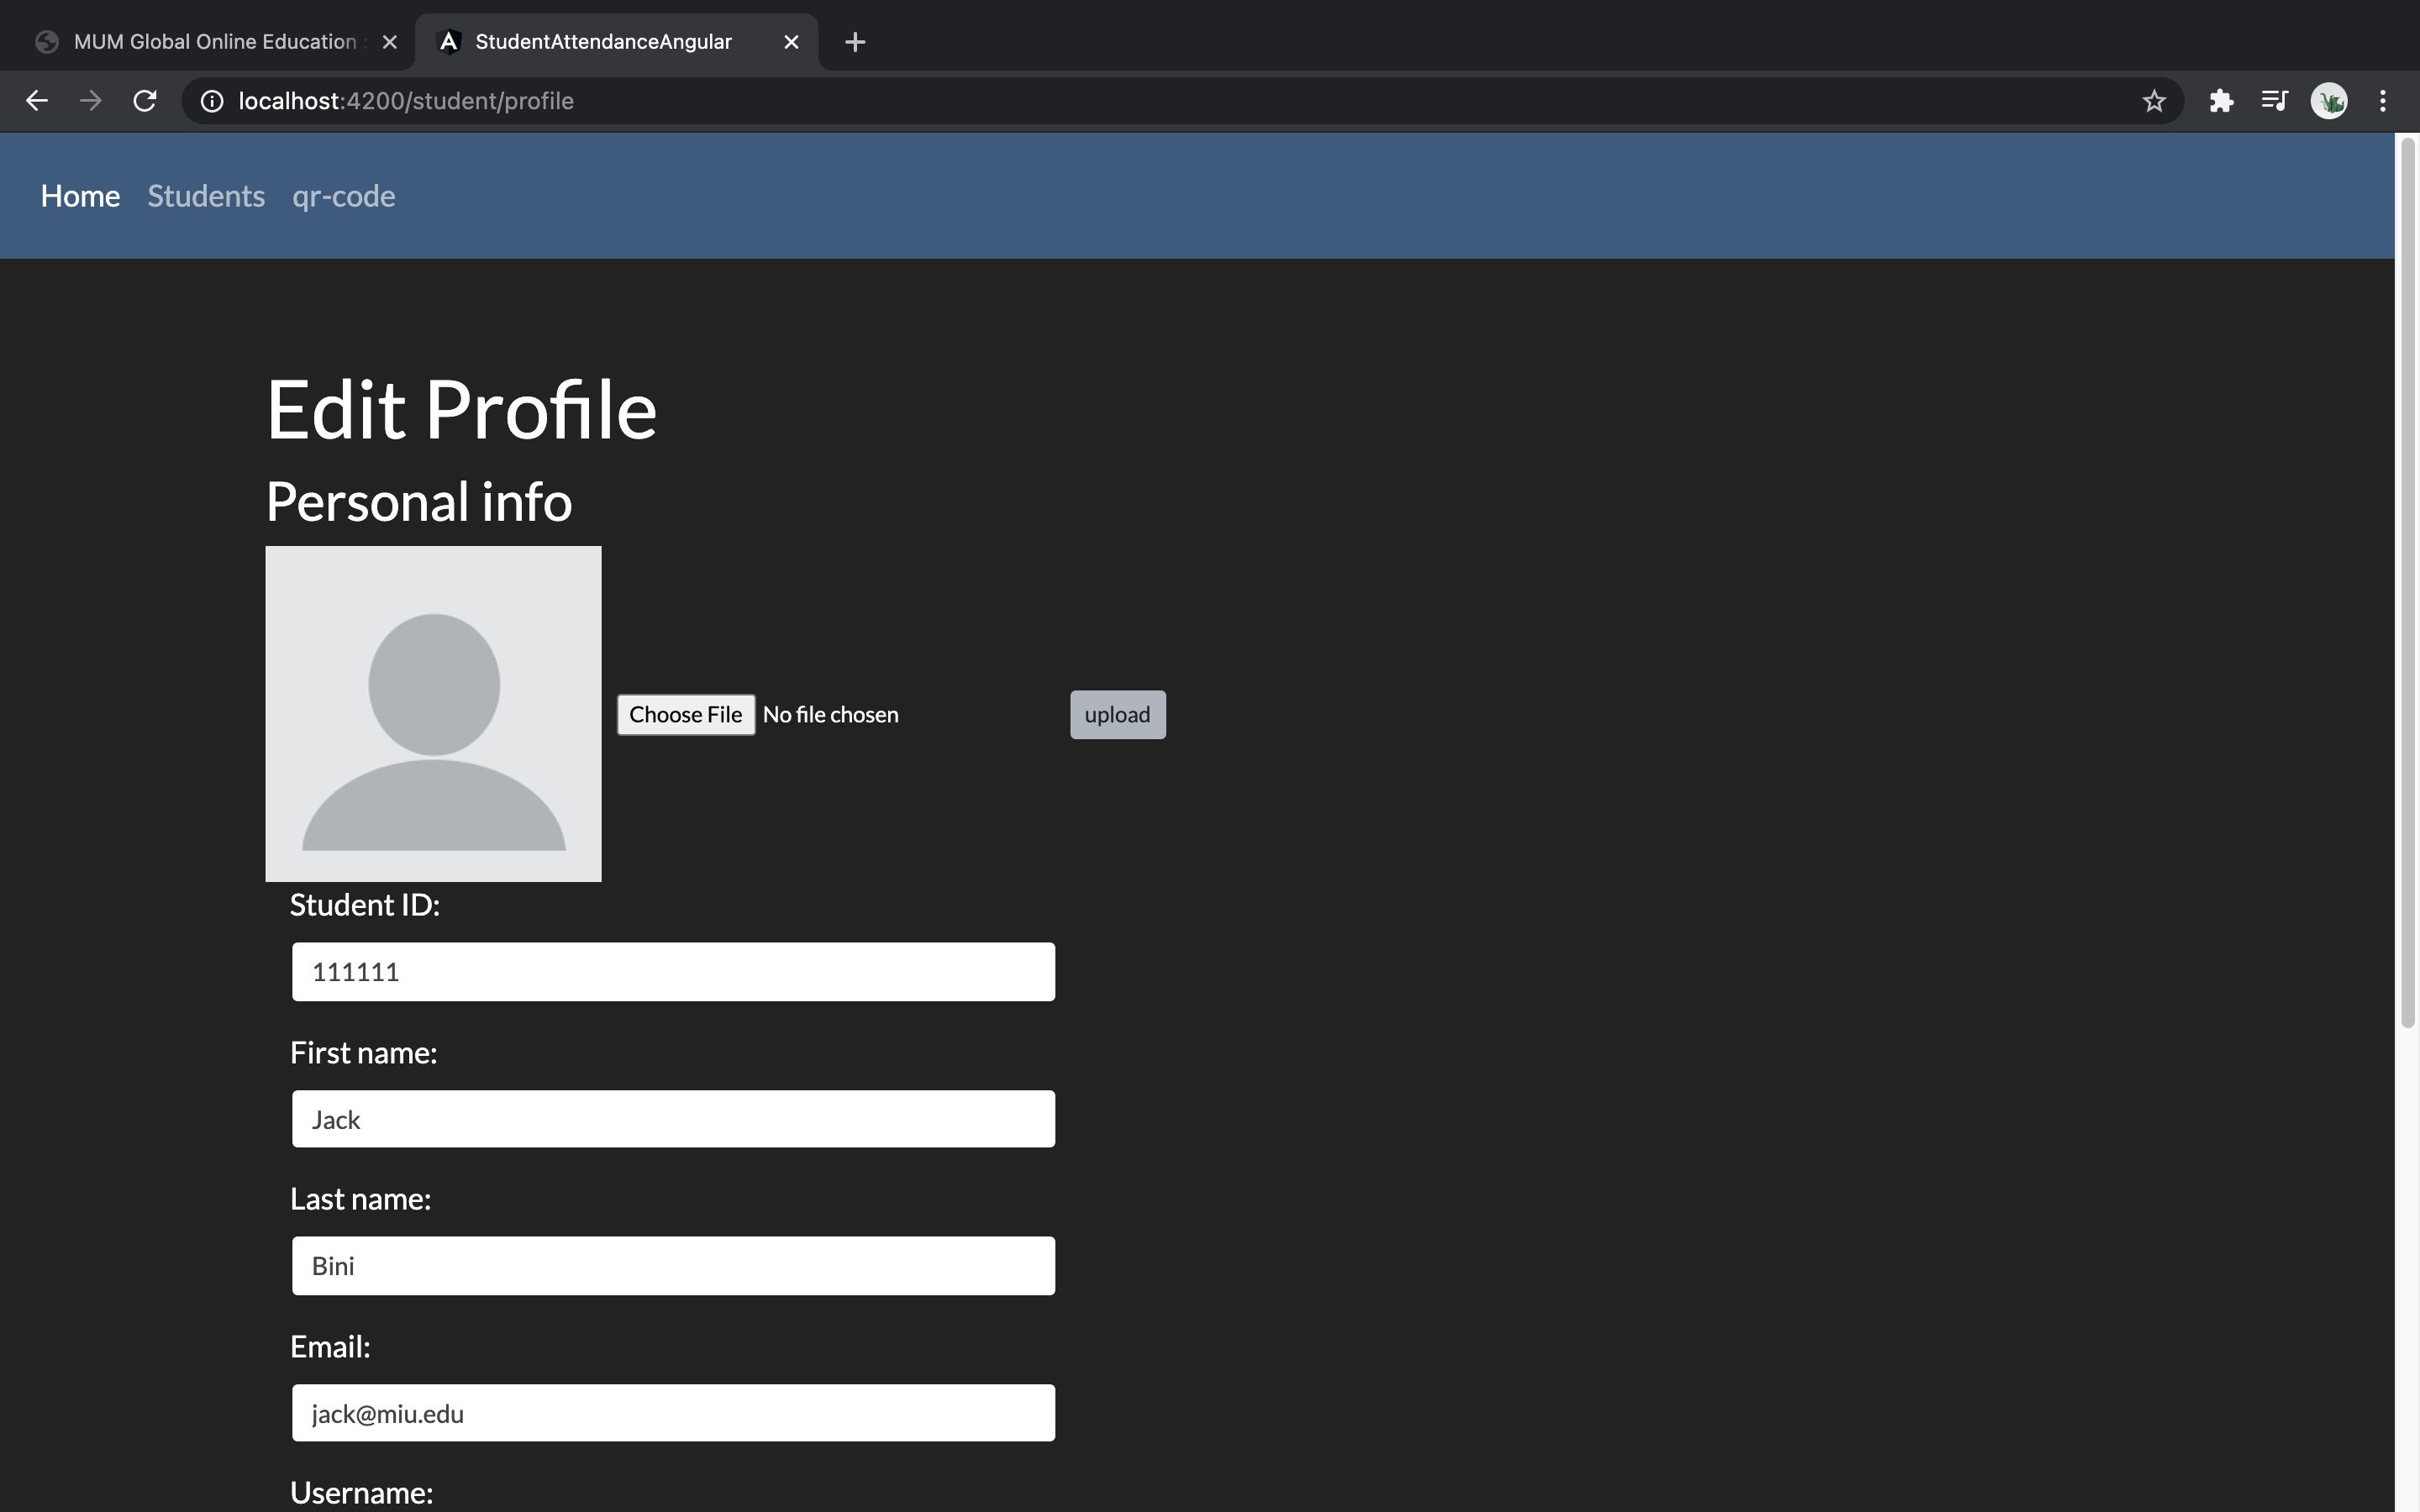 MUM Global Online Education :
StudentAttendanceAngular
localhost:4200/student/profile
Home Students qr-code
Edit Profile
Personal info
Choose File No file chosen upload
Student ID:
111111
First name:
Jack
Last name:
Bini
Email:
jack@miu.edu
Username: